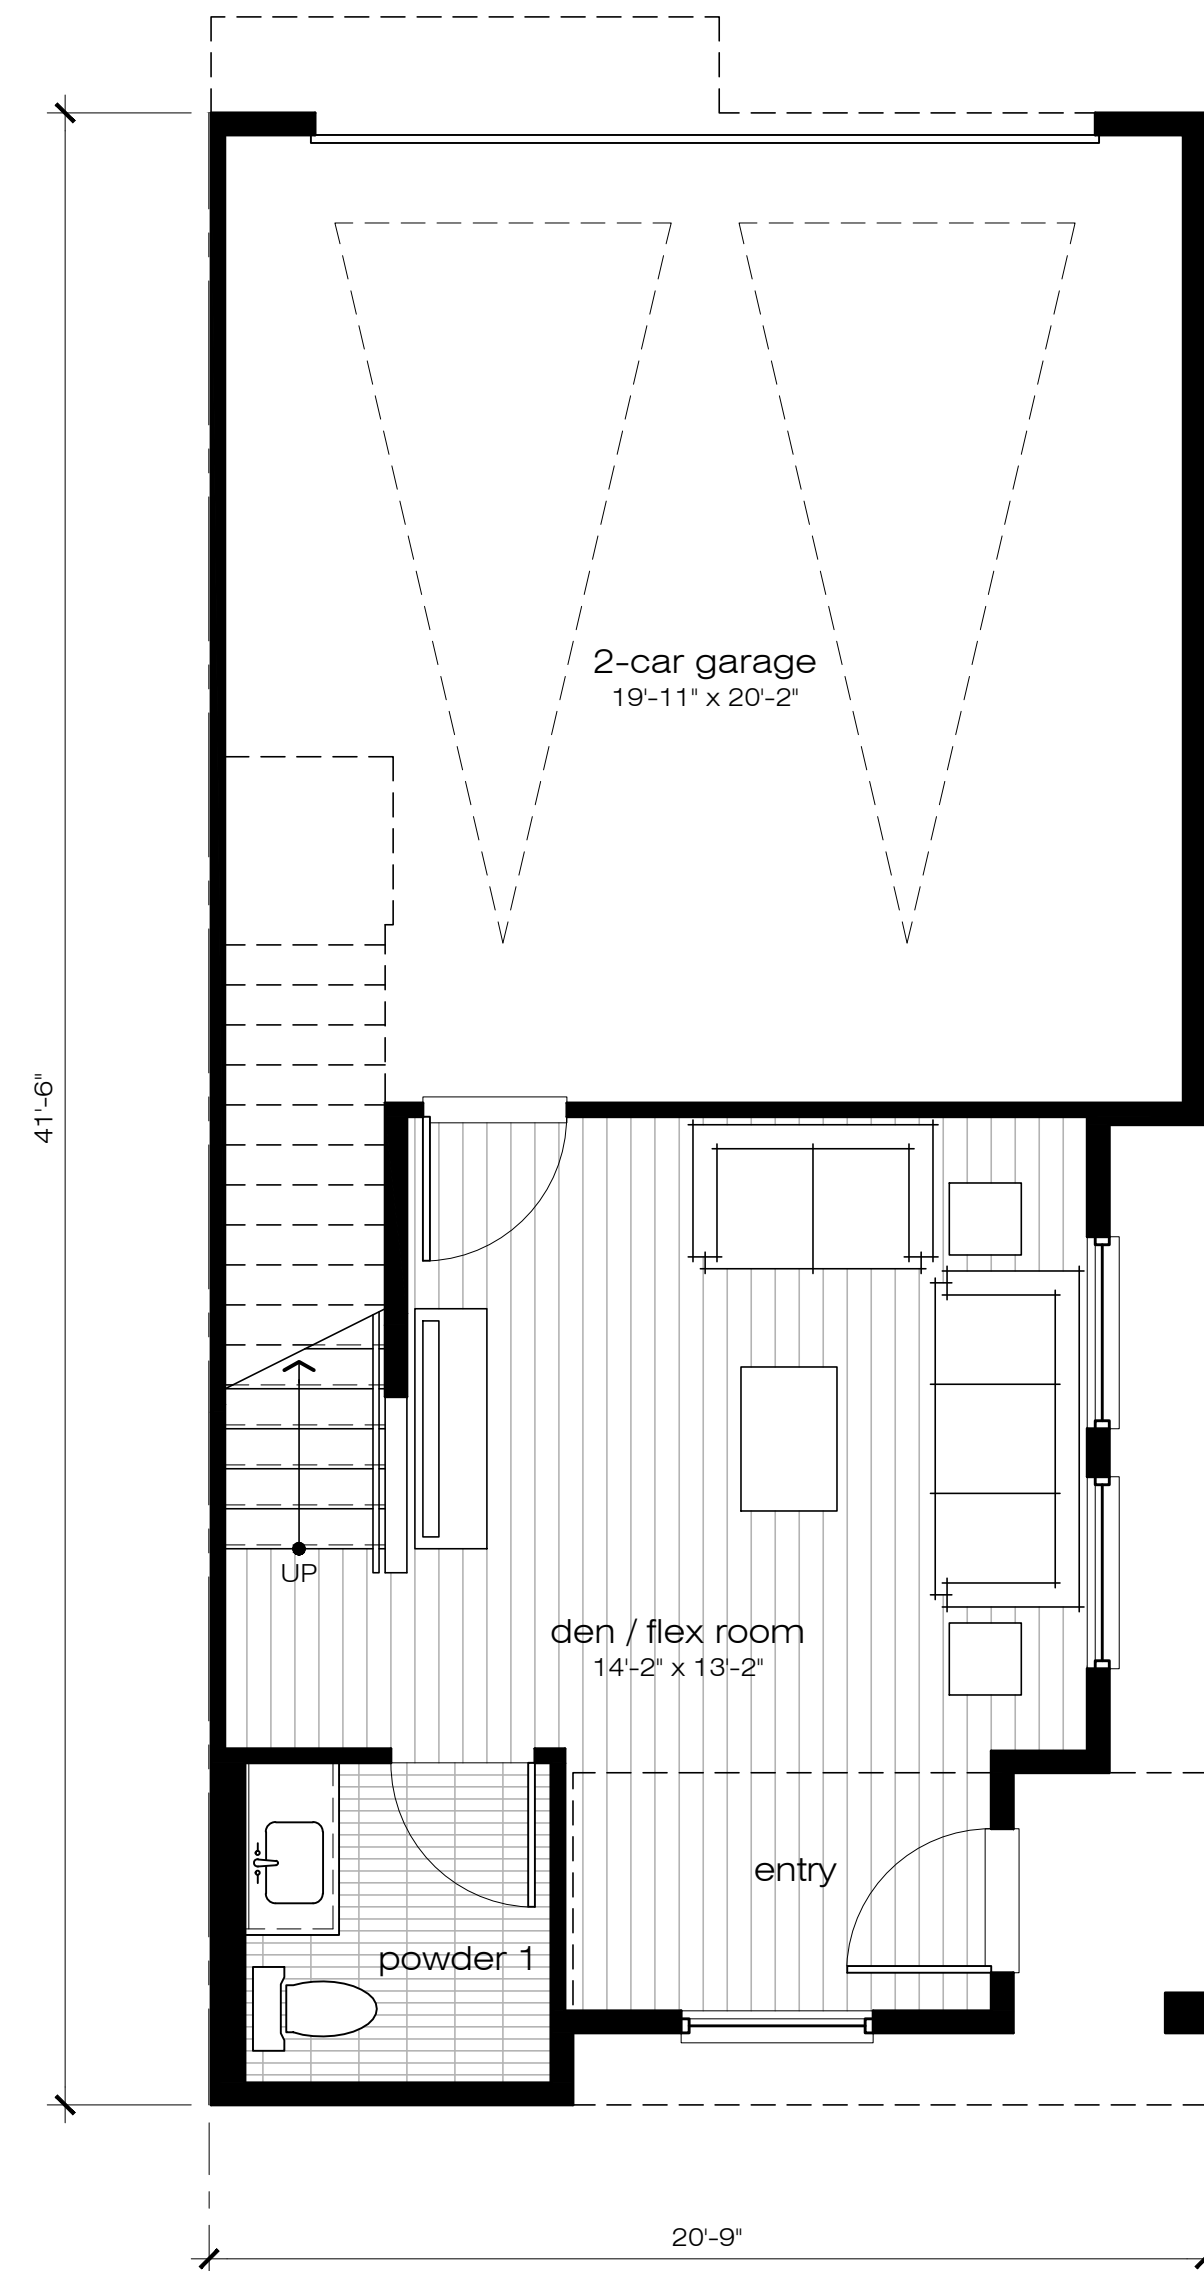 2-car garage
19'-11" x 20'-2"
41'-6"
UP
den / flex room
14'-2" x 13'-2"
entry
powder 1
20'-9"